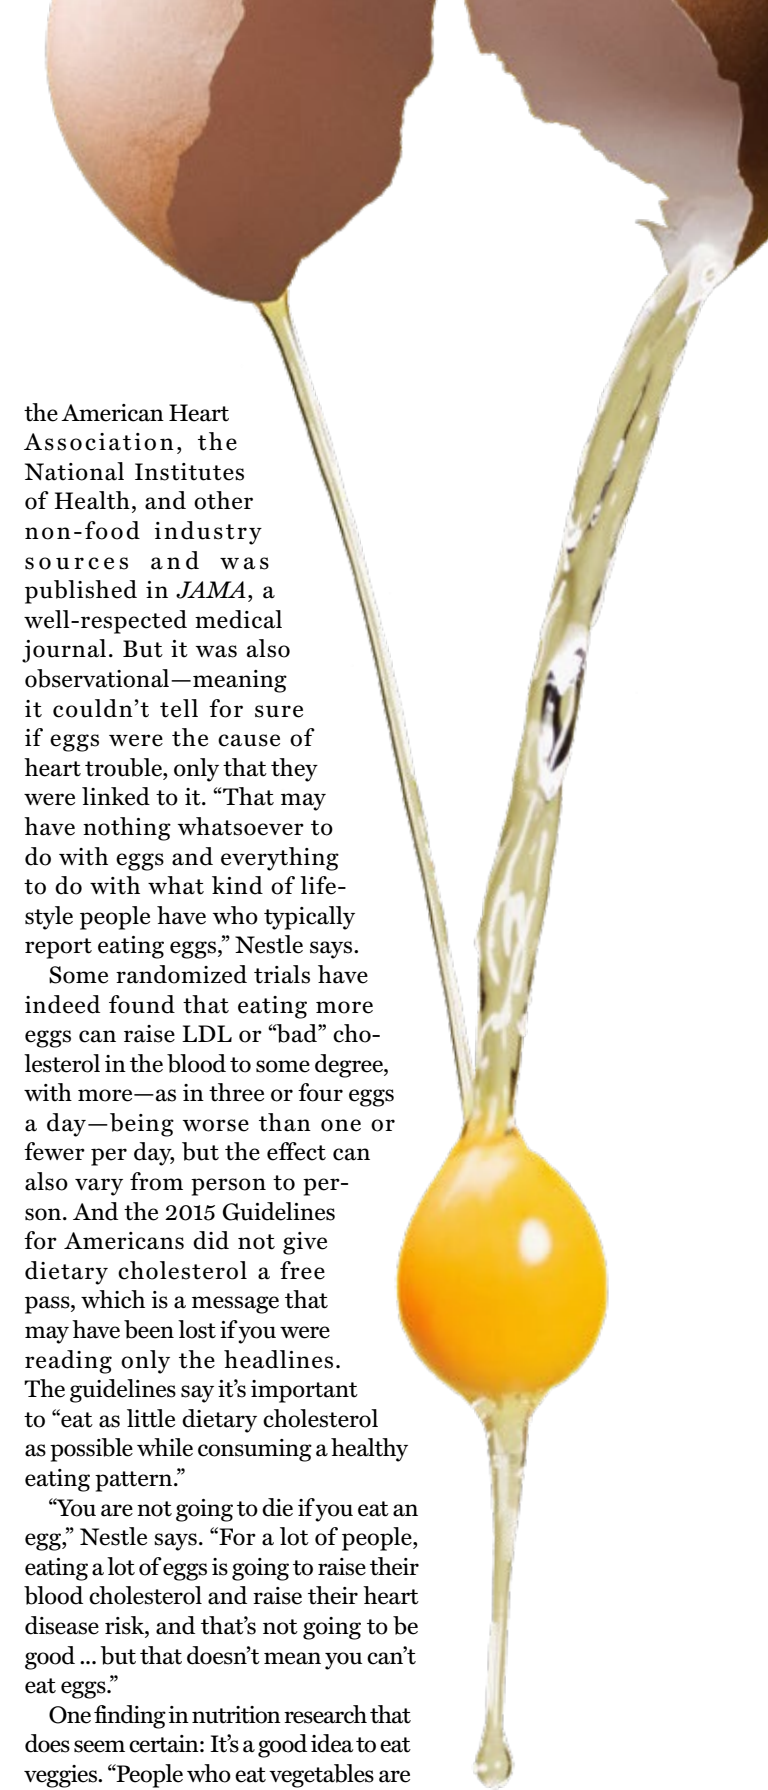 the American Heart
Association, the
National Institutes
of Health, and other
non-food industry
sources and was
published in JAMA, a
well-respected medical
journal. But it was also
observational—meaning
it couldn’t tell for sure
if eggs were the cause of
heart trouble, only that they
were linked to it. “That may
have nothing whatsoever to
do with eggs and everything
to do with what kind of life-
style people have who typically
report eating eggs,” Nestle says.
Some randomized trials have
indeed found that eating more
eggs can raise LDL or “bad” cho-
lesterol in the blood to some degree,
with more—as in three or four eggs
a day—being worse than one or
fewer per day, but the effect can
also vary from person to per-
son. And the 2015 Guidelines
for Americans did not give
dietary cholesterol a free
pass, which is a message that
may have been lost if you were
reading only the headlines.
The guidelines say it’s important
to “eat as little dietary cholesterol
as possible while consuming a healthy
eating pattern.”
“You are not going to die if you eat an
egg,” Nestle says. “For a lot of people,
eating a lot of eggs is going to raise their
blood cholesterol and raise their heart
disease risk, and that’s not going to be
good ... but that doesn’t mean you can’t
eat eggs.”
One finding in nutrition research that
does seem certain: It’s a good idea to eat
veggies. “People who eat vegetables are